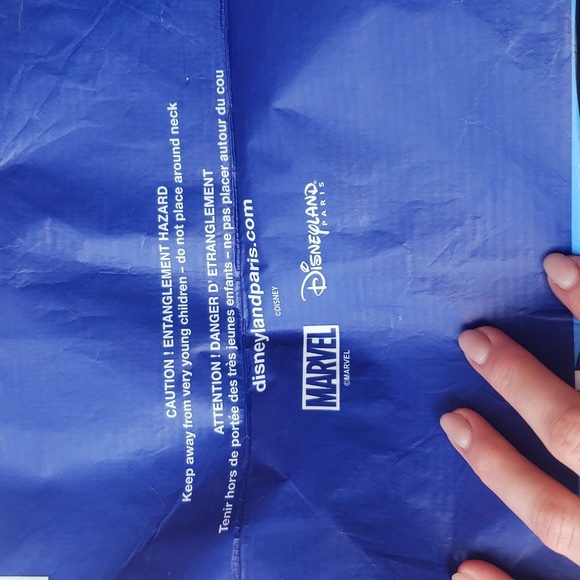 CAUTION ! ENTANGLEMENT HAZARD
Keep away from very young children - do not place around neck
ATTENTION ! DANGER D' ETRANGLEMENT
Tenir hors de portée des très jeunes enfants – ne pas placer autour du cou
disneylandparis.com
©DISNEY
MARVEL
©MARVEL
DISNEYLAND®
PARIS